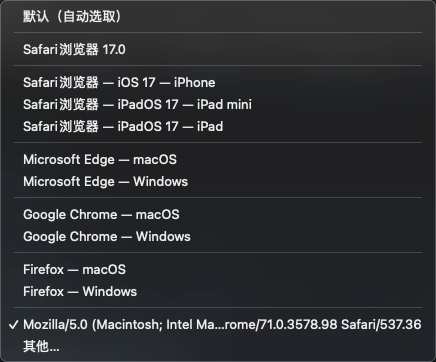 默认（自动选取）
Safari浏览器 17.0
Safari浏览器 — iOS 17 — iPhone
Safari浏览器 — iPadOS 17 — iPad mini
Safari浏览器 — iPadOS 17 — iPad
Microsoft Edge — macOS
Microsoft Edge — Windows
Google Chrome — macOS
Google Chrome — Windows
Firefox — macOS
Firefox — Windows
✓ Mozilla/5.0 (Macintosh; Intel Ma...rome/71.0.3578.98 Safari/537.36
其他...